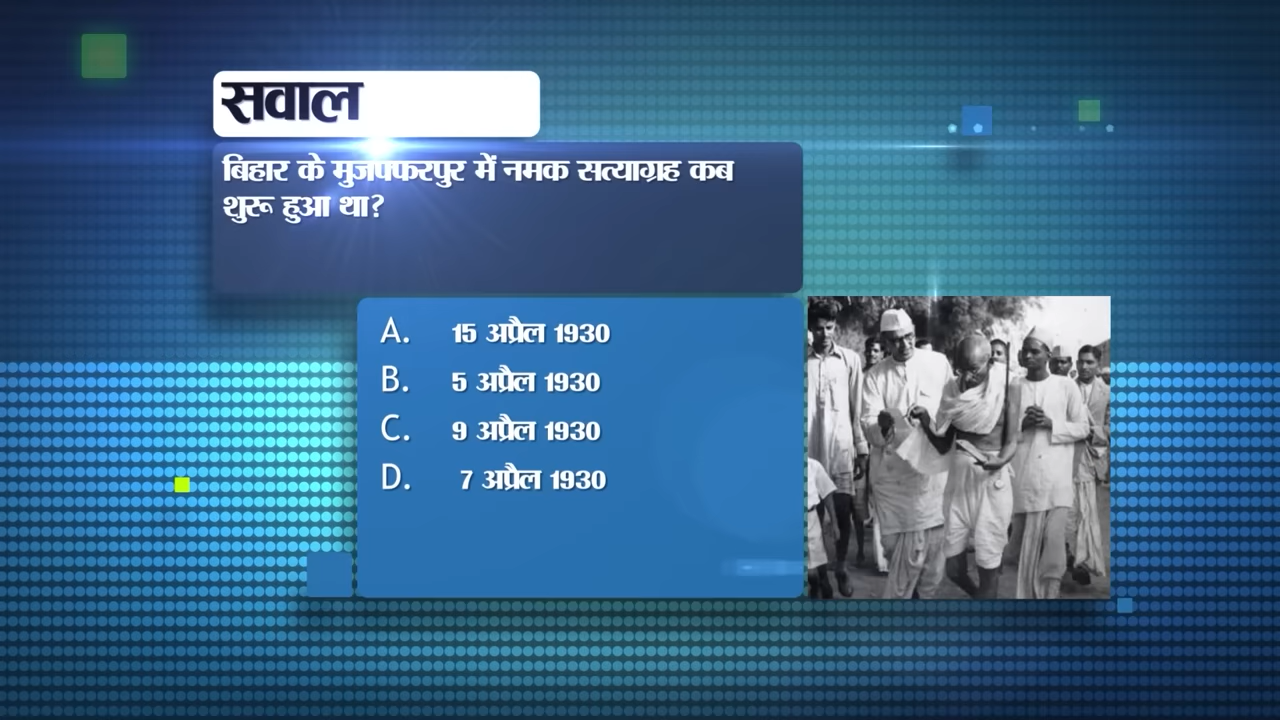 सवाल
बिहार के मुजफ्फरपुर में नमक सत्याग्रह कब
शुरू हुआ था?
A. 15 अप्रैल 1930
B. 5 अप्रैल 1930
C. 9 अप्रैल 1930
D. 7 अप्रैल 1930